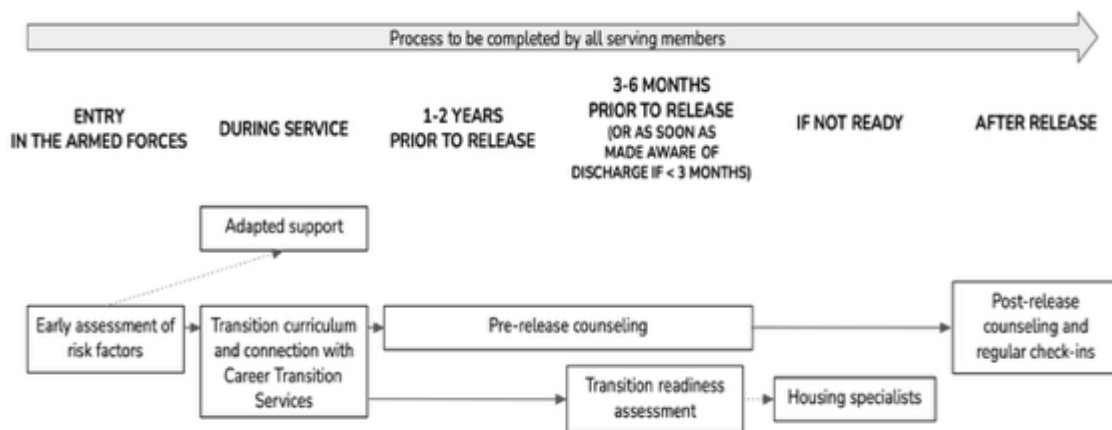 Process to be completed by all serving members
ENTRY
IN THE ARMED FORCES
DURING SERVICE
1-2 YEARS
PRIOR TO RELEASE
3-6 MONTHS
PRIOR TO RELEASE
(OR AS SOON AS
MADE AWARE OF
DISCHARGE IF < 3 MONTHS)
IF NOT READY
AFTER RELEASE
Adapted support
Early assessment of
risk factors
Transition curriculum
and connection with
Career Transition
Services
Pre-release counseling
Post-release
counseling and
regular check-ins
Transition readiness
assessment
Housing specialists